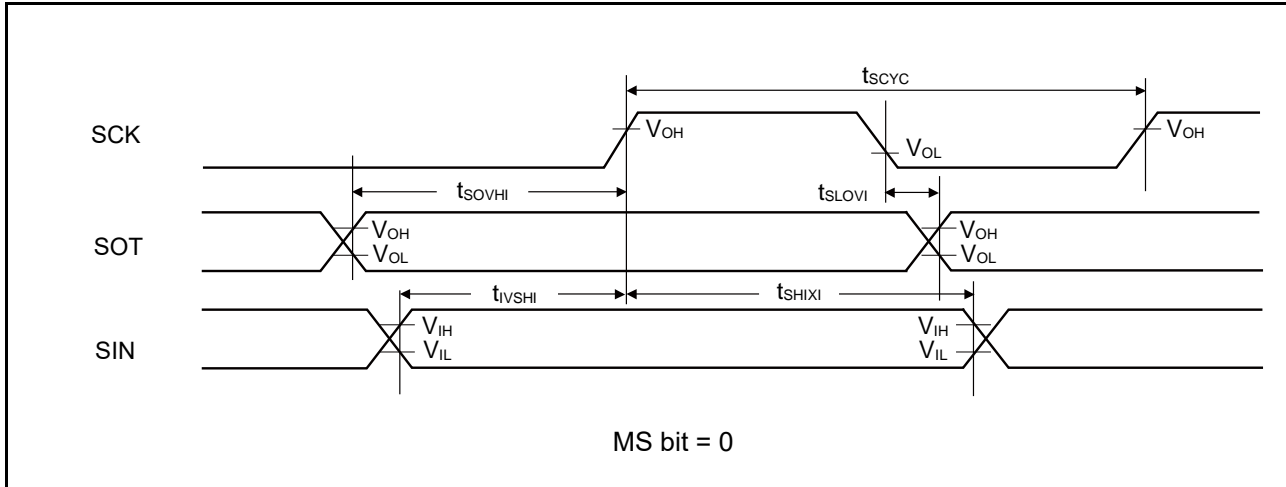 tSCYC
SCK
VOH
VOL
VOH
tSOVHI
tSLOVI
SOT
VOH
VOL
VOH
VOL
tIVSHI
tSHIXI
SIN
VIH
VIL
VIH
VIL
MS bit = 0